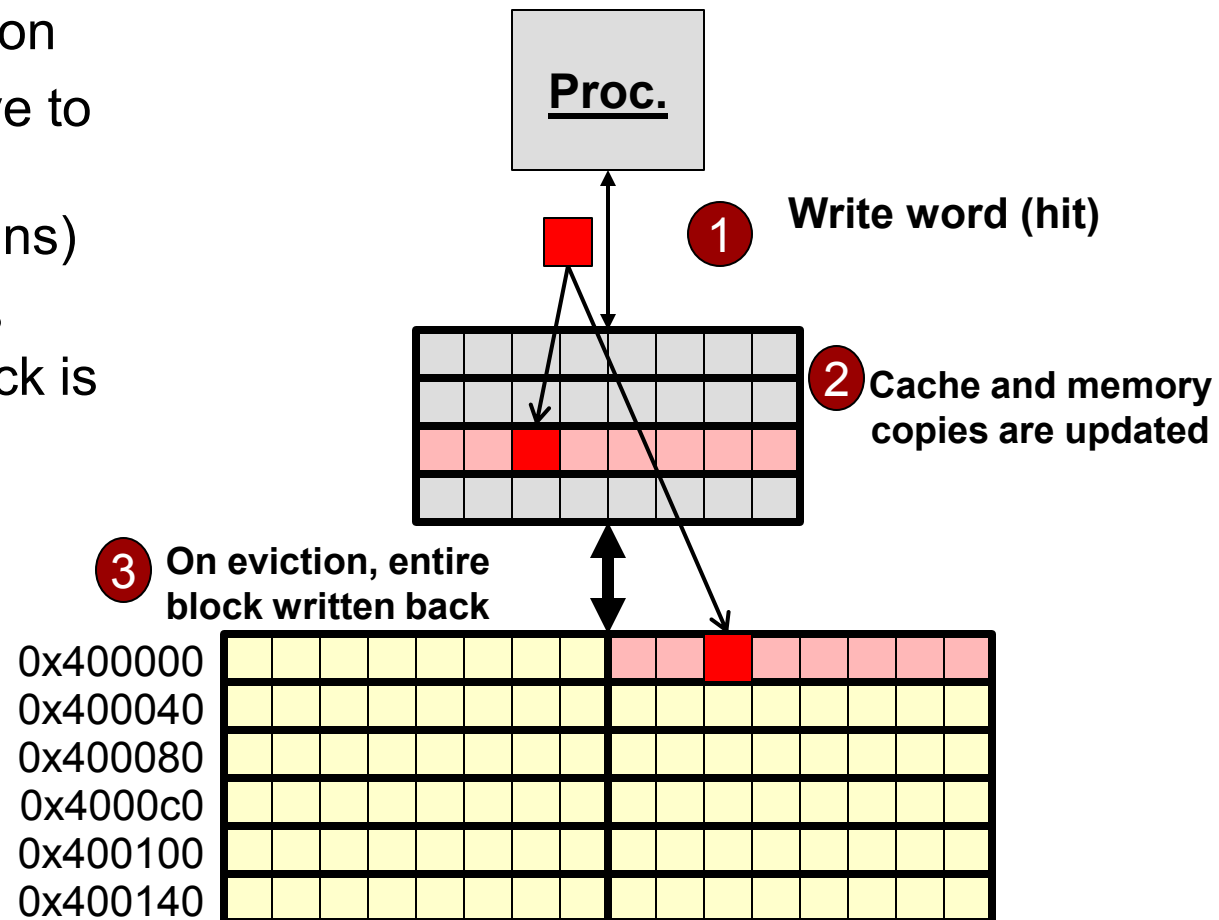 on
ve to
ns)
ck is
Proc.
1
Write word (hit)
2
Cache and memory
copies are updated
3
On eviction, entire
block written back
0x400000
0x400040
0x400080
0x4000c0
0x400100
0x400140